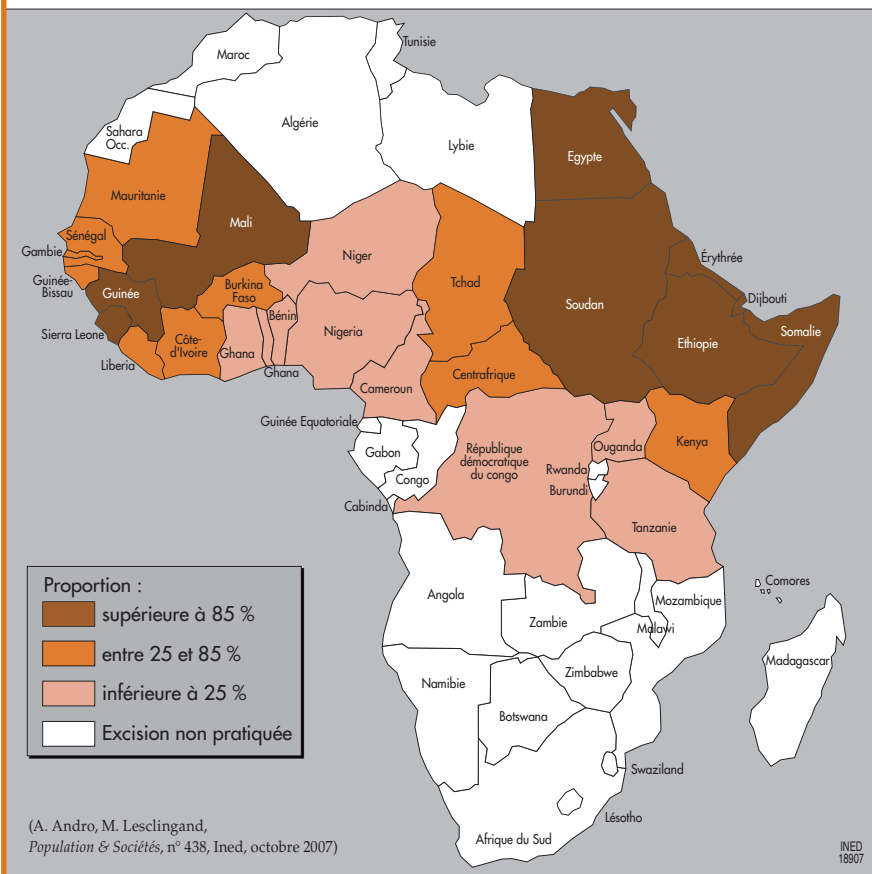 Maroc
Tunisie
Algérie
Lybie
Egypte
Sahara
Occ.
Mauritanie
Mali
Niger
Tchad
Soudan
Érythrée
Djibouti
Somalie
Ethiopie
Sénégal
Gambie
Guinée-
Bissau
Guinée
Sierra Leone
Liberia
Côte-
d'Ivoire
Burkina
Faso
Ghana
Bénin
Ghana
Nigeria
Cameroun
Centrafrique
Guinée Equatoriale
Gabon
Congo
Cabinda
République
démocratique
du congo
Ouganda
Kenya
Rwanda
Burundi
Tanzanie
Angola
Zambie
Malawi
Mozambique
Comores
Madagascar
Zimbabwe
Namibie
Botswana
Swaziland
Lésotho
Afrique du Sud
Proportion :
supérieure à 85 %
entre 25 et 85 %
inférieure à 25 %
Excision non pratiquée
(A. Andro, M. Lesclingand,
Population & Sociétés, n° 438, Ined, octobre 2007)
INED
18907